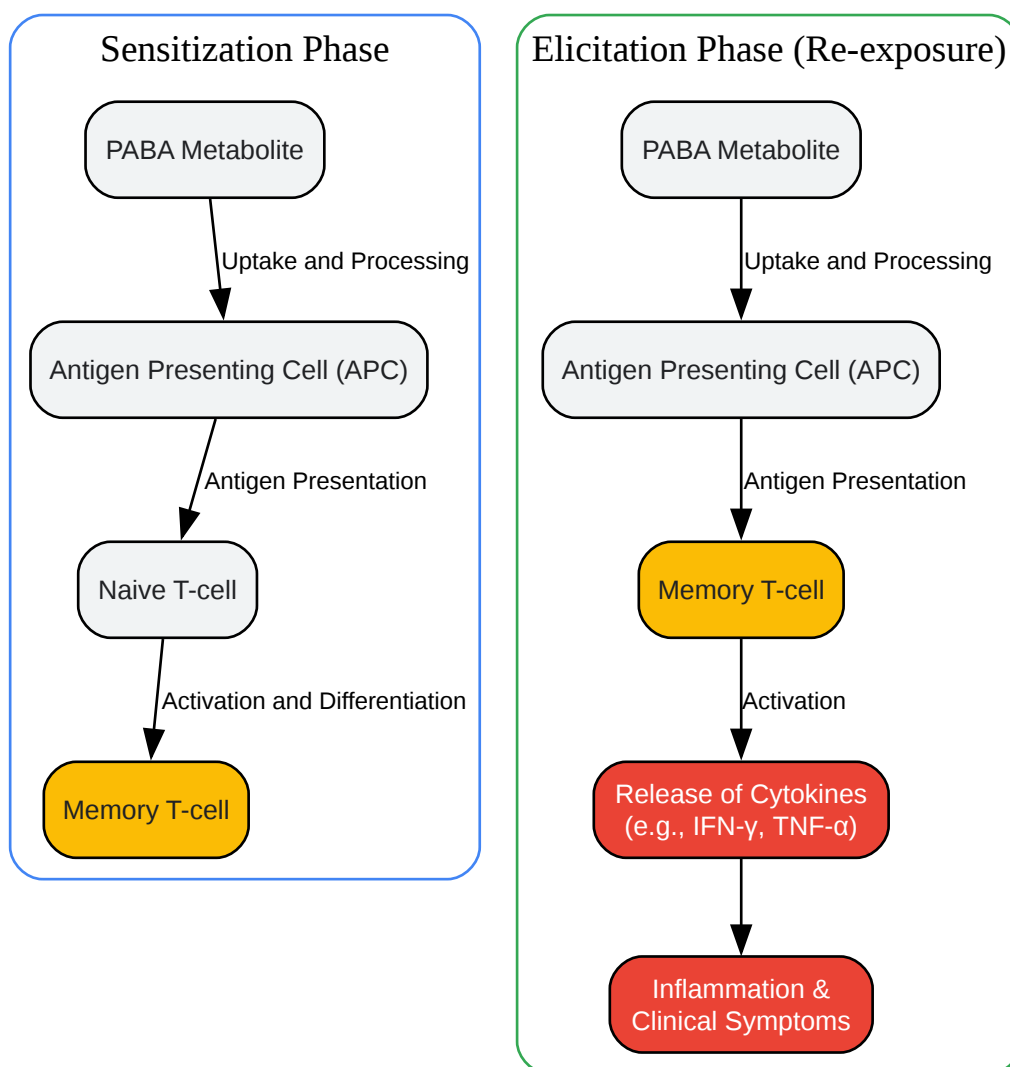 Sensitization Phase
PABA Metabolite
Uptake and Processing
Antigen Presenting Cell (APC)
Antigen Presentation
Naive T-cell
Activation and Differentiation
Memory T-cell
Elicitation Phase (Re-exposure)
PABA Metabolite
Uptake and Processing
Antigen Presenting Cell (APC)
Antigen Presentation
Memory T-cell
Activation
Release of Cytokines
(e.g., IFN-γ, TNF-α)
Inflammation &
Clinical Symptoms